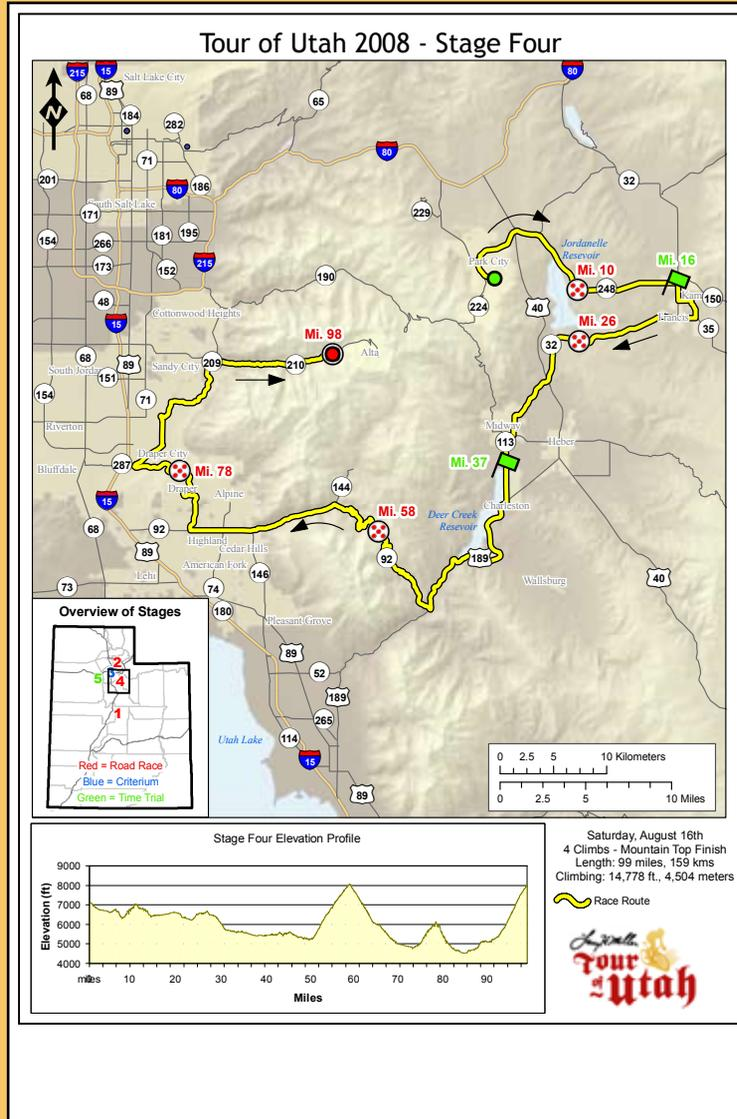 Tour of Utah 2008 - Stage Four
215
15
80
Salt Lake City
68
89
65
184
282
N
71
80
32
201
80
186
171
South Salt Lake
229
154
266
181
195
Jordanelle
Resevoir
173
152
215
Park City
Mi. 10
Mi. 16
190
248
Kam
150
48
224
40
Cottonwood Heights
Mi. 26
Francis
35
15
Mi. 98
32
68
89
Sandy City
209
210
Alta
South Jordan
151
154
71
Riverton
Midway
113
Heber
Draper City
Bluffdale
287
Mi. 78
Mi. 37
Draper
144
15
Alpine
Mi. 58
Charleston
Deer Creek
Resevoir
68
92
Highland
89
Cedar Hills
92
189
American Fork
Lehi
146
Wallsburg
40
73
74
180
Pleasant Grove
Overview of Stages
2
3
5
4
1
Red = Road Race
Blue = Criterium
Green = Time Trial
89
52
189
265
Utah Lake
114
15
89
0 2.5 5 10 Kilometers
0 2.5 5 10 Miles
Stage Four Elevation Profile
Elevation (ft)
9000
8000
7000
6000
5000
4000
miles 10 20 30 40 50 60 70 80 90
Miles
Saturday, August 16th
4 Climbs - Mountain Top Finish
Length: 99 miles, 159 kms
Climbing: 14,778 ft., 4,504 meters
Race Route
Larry H. Miller
Tour
of
Utah